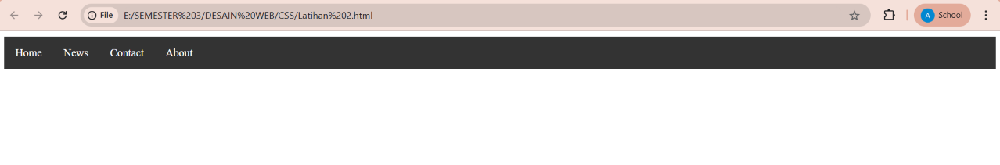 File E:/SEMESTER%203/DESAIN%20WEB/CSS/Latihan%202.html A School
Home News Contact About